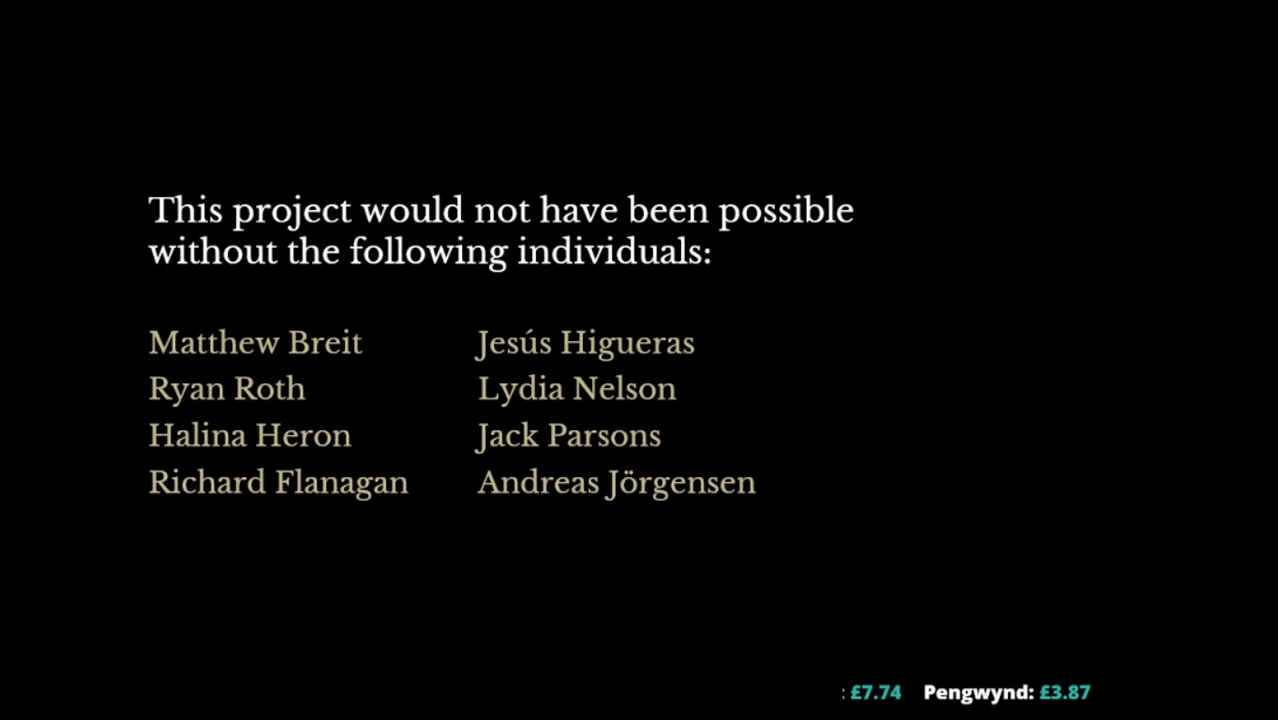 This project would not have been possible
without the following individuals:
Matthew Breit
Jesús Higueras
Ryan Roth
Lydia Nelson
Halina Heron
Jack Parsons
Richard Flanagan
Andreas Jörgensen
: £7.74 Pengwynd: £3.87